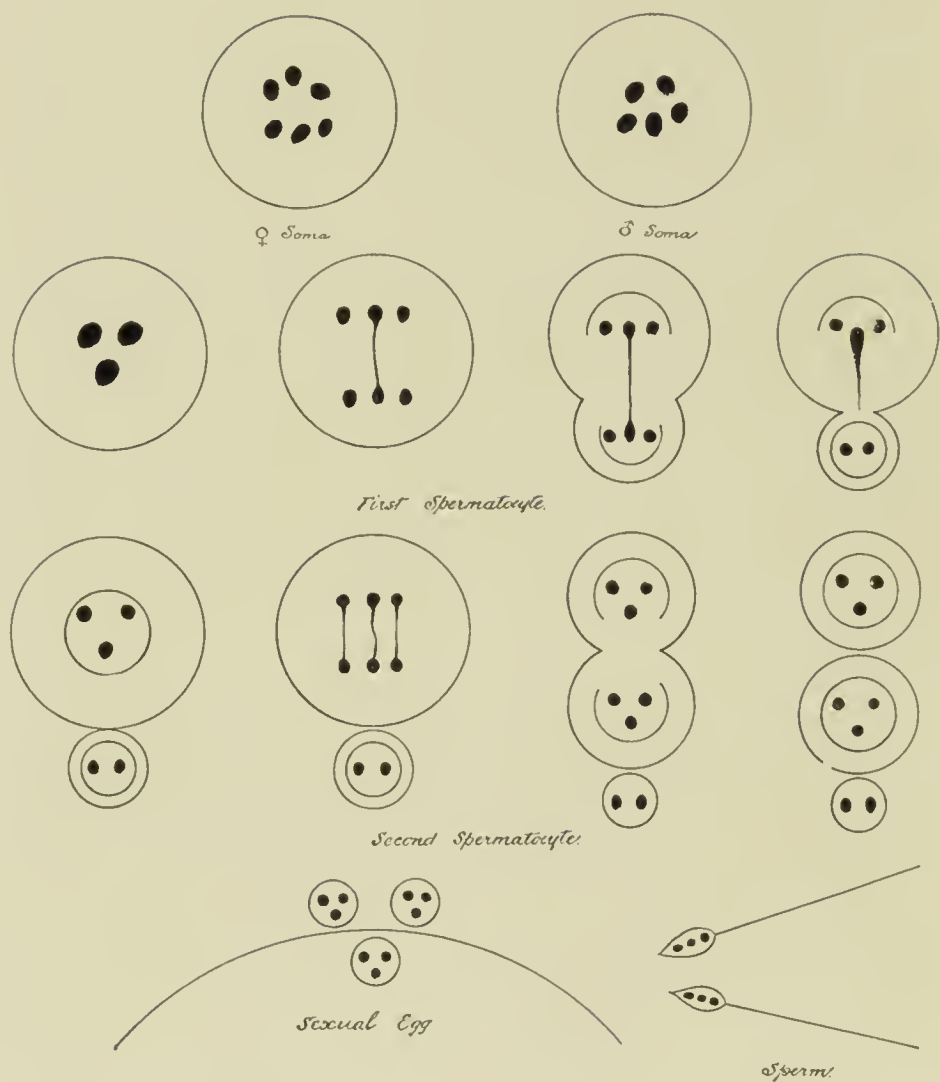 ♀ Soma
♂ Soma
First Spermatocyte.
Second Spermatocyte.
Sexual Egg
Sperm.